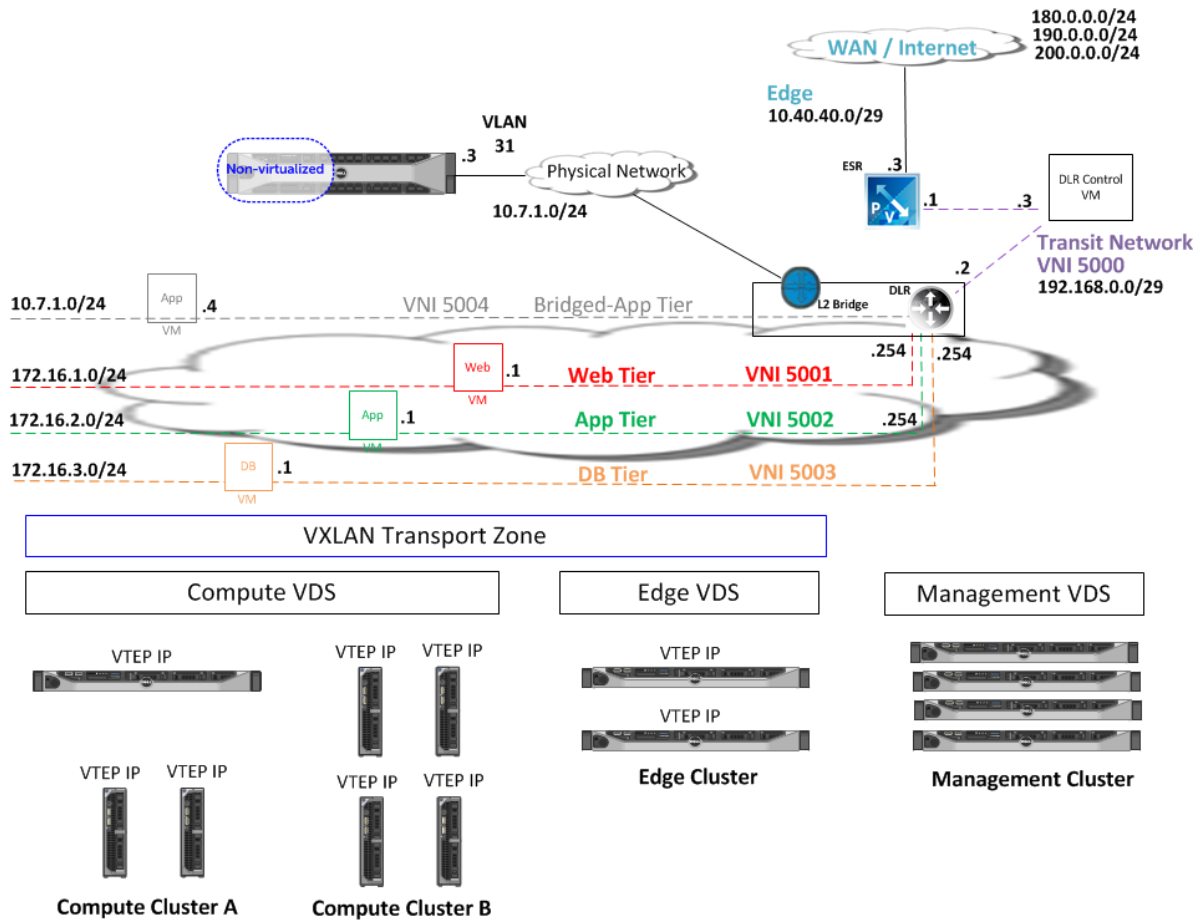 180.0.0.0/24
190.0.0.0/24
200.0.0.0/24
WAN / Internet
Edge
10.40.40.0/29
VLAN
31
.3
Non-virtualized
Physical Network
10.7.1.0/24
ESR
.3
P
V
.1
.3
DLR Control
VM
Transit Network
VNI 5000
192.168.0.0/29
.2
DLR
L2 Bridge
10.7.1.0/24
App
VM
.4
VNI 5004
Bridged-App Tier
.254
.254
172.16.1.0/24
Web
VM
.1
Web Tier
VNI 5001
172.16.2.0/24
App
VM
.1
App Tier
VNI 5002
.254
172.16.3.0/24
DB
VM
.1
DB Tier
VNI 5003
VXLAN Transport Zone
Compute VDS
Edge VDS
Management VDS
VTEP IP
VTEP IP
VTEP IP
VTEP IP
VTEP IP
VTEP IP
VTEP IP
VTEP IP
VTEP IP
Compute Cluster A
Compute Cluster B
Edge Cluster
Management Cluster